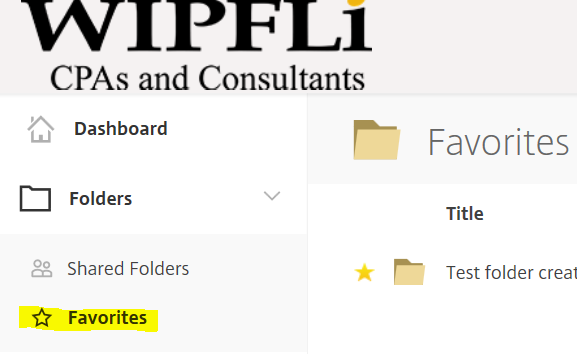 WIPFLi
CPAs and Consultants
Dashboard
Folders
Shared Folders
Favorites
Favorites
Title
Test folder creat